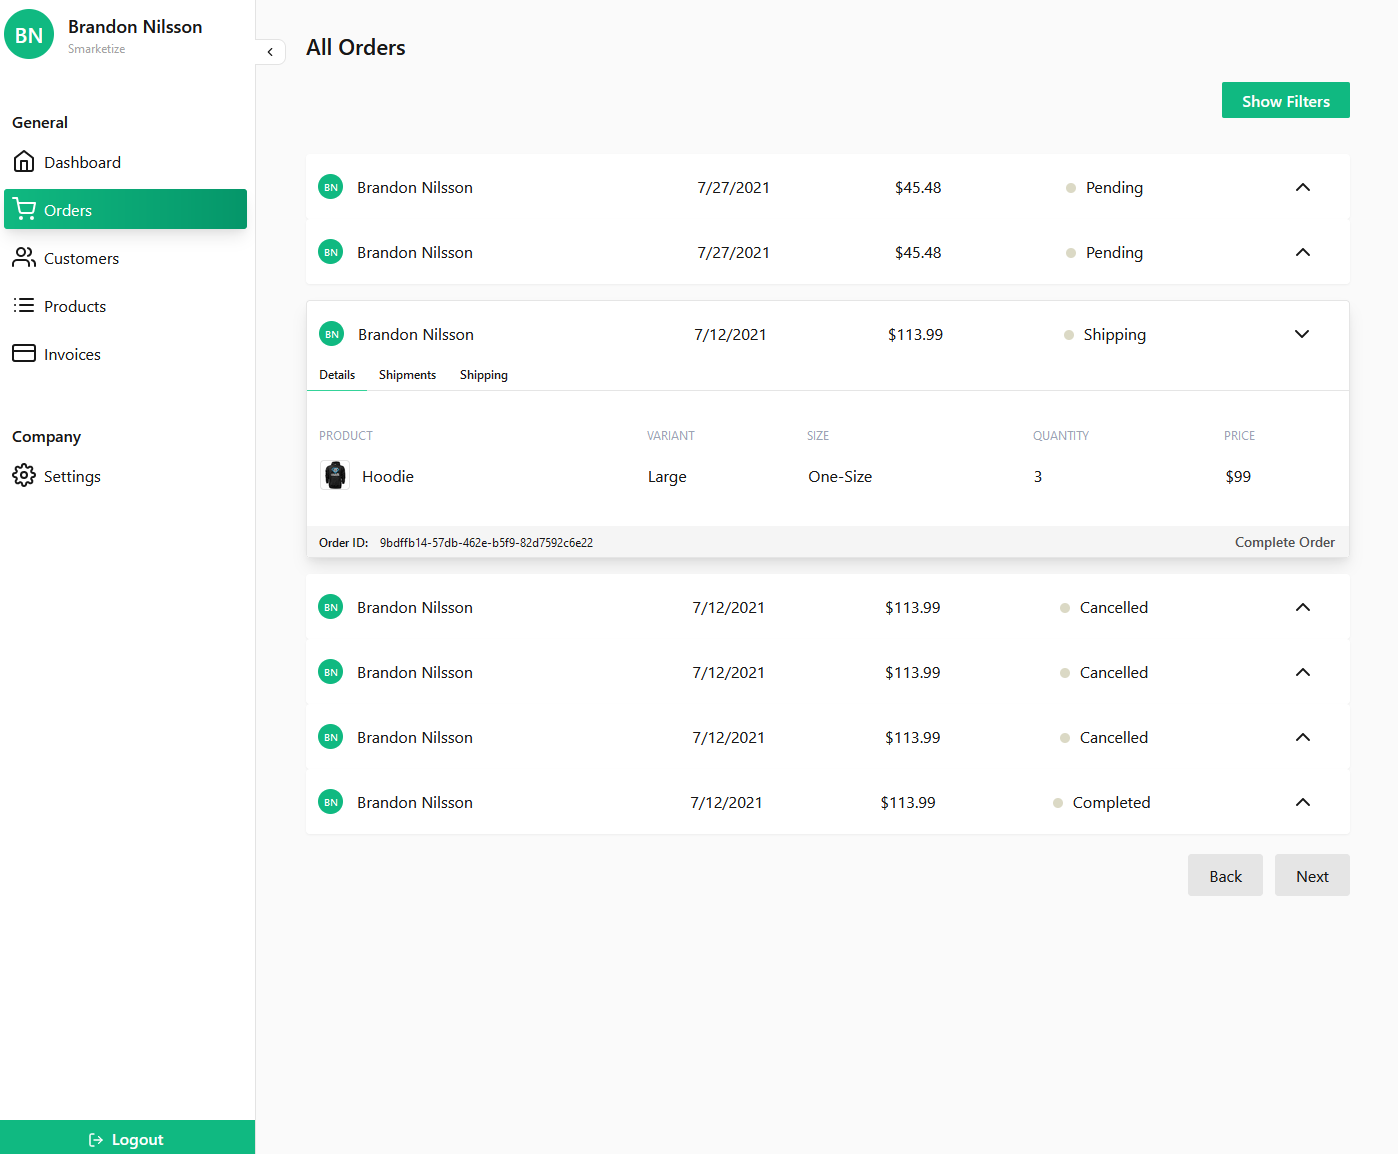 BN Brandon Nilsson
Smarketize
All Orders
Show Filters
General
Dashboard
Orders
Customers
Products
Invoices
Company
Settings
Logout
BN Brandon Nilsson 7/27/2021 $45.48 Pending
BN Brandon Nilsson 7/27/2021 $45.48 Pending
BN Brandon Nilsson 7/12/2021 $113.99 Shipping
Details Shipments Shipping
PRODUCT VARIANT SIZE QUANTITY PRICE
Hoodie Large One-Size 3 $99
Order ID: 9bdffb14-57db-462e-b5f9-82d7592c6e22 Complete Order
BN Brandon Nilsson 7/12/2021 $113.99 Cancelled
BN Brandon Nilsson 7/12/2021 $113.99 Cancelled
BN Brandon Nilsson 7/12/2021 $113.99 Cancelled
BN Brandon Nilsson 7/12/2021 $113.99 Completed
Back Next